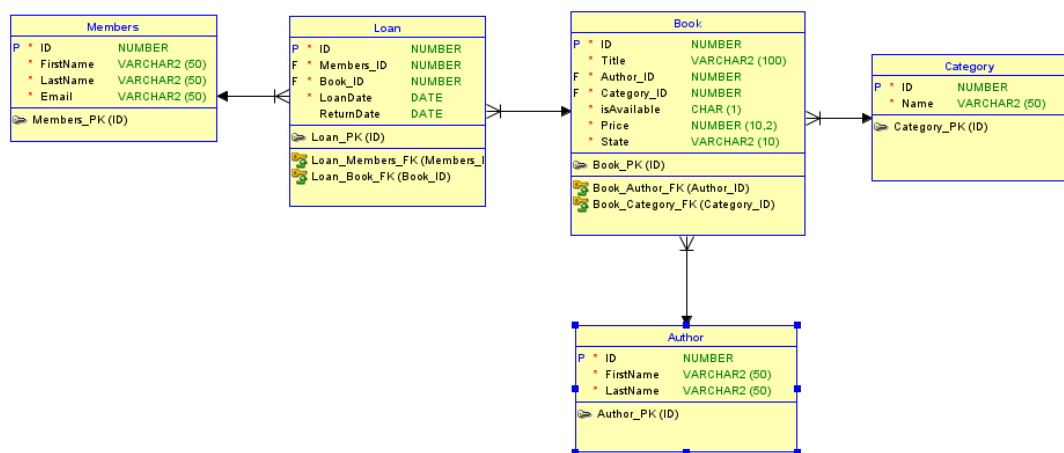 Members
P * ID NUMBER
* FirstName VARCHAR2 (50)
* LastName VARCHAR2 (50)
* Email VARCHAR2 (50)
Members_PK (ID)
Loan
P * ID NUMBER
F * Members_ID NUMBER
F * Book_ID NUMBER
* LoanDate DATE
ReturnDate DATE
Loan_PK (ID)
Loan_Members_FK (Members_I
Loan_Book_FK (Book_ID)
Book
P * ID NUMBER
* Title VARCHAR2 (100)
F * Author_ID NUMBER
F * Category_ID NUMBER
* isAvailable CHAR (1)
* Price NUMBER (10,2)
* State VARCHAR2 (10)
Book_PK (ID)
Book_Author_FK (Author_ID)
Book_Category_FK (Category_ID)
Category
P * ID NUMBER
* Name VARCHAR2 (50)
Category_PK (ID)
Author
P * ID NUMBER
* FirstName VARCHAR2 (50)
* LastName VARCHAR2 (50)
Author_PK (ID)